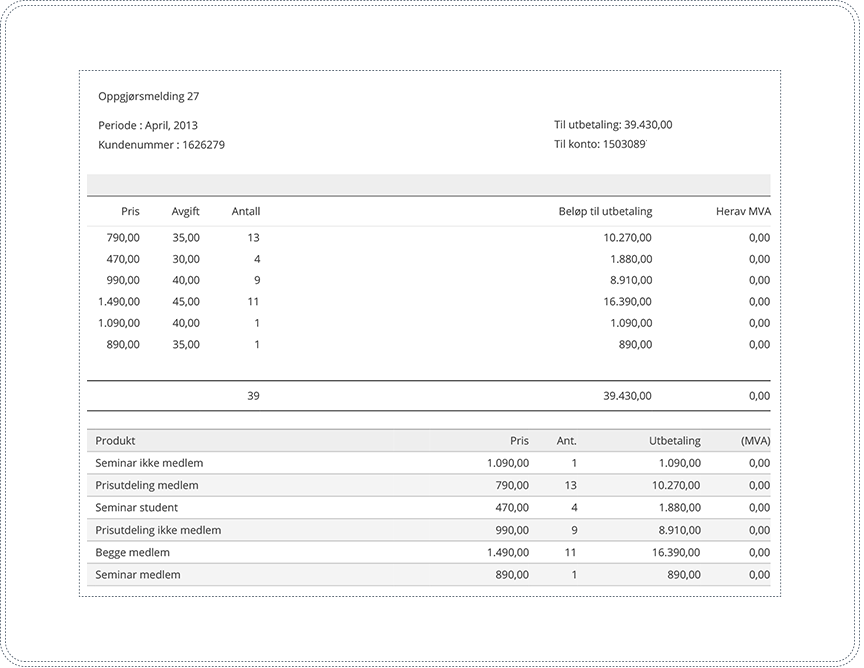 Oppgjørsmelding 27
Periode : April, 2013 Til utbetaling: 39.430,00
Kundenummer : 1626279 Til konto: 1503089
Pris Avgift Antall Beløp til utbetaling Herav MVA
790,00 35,00 13 10.270,00 0,00
470,00 30,00 4 1.880,00 0,00
990,00 40,00 9 8.910,00 0,00
1.490,00 45,00 11 16.390,00 0,00
1.090,00 40,00 1 1.090,00 0,00
890,00 35,00 1 890,00 0,00
39 39.430,00 0,00
Produkt Pris Ant. Utbetaling (MVA)
Seminar ikke medlem 1.090,00 1 1.090,00 0,00
Prisutdeling medlem 790,00 13 10.270,00 0,00
Seminar student 470,00 4 1.880,00 0,00
Prisutdeling ikke medlem 990,00 9 8.910,00 0,00
Begge medlem 1.490,00 11 16.390,00 0,00
Seminar medlem 890,00 1 890,00 0,00